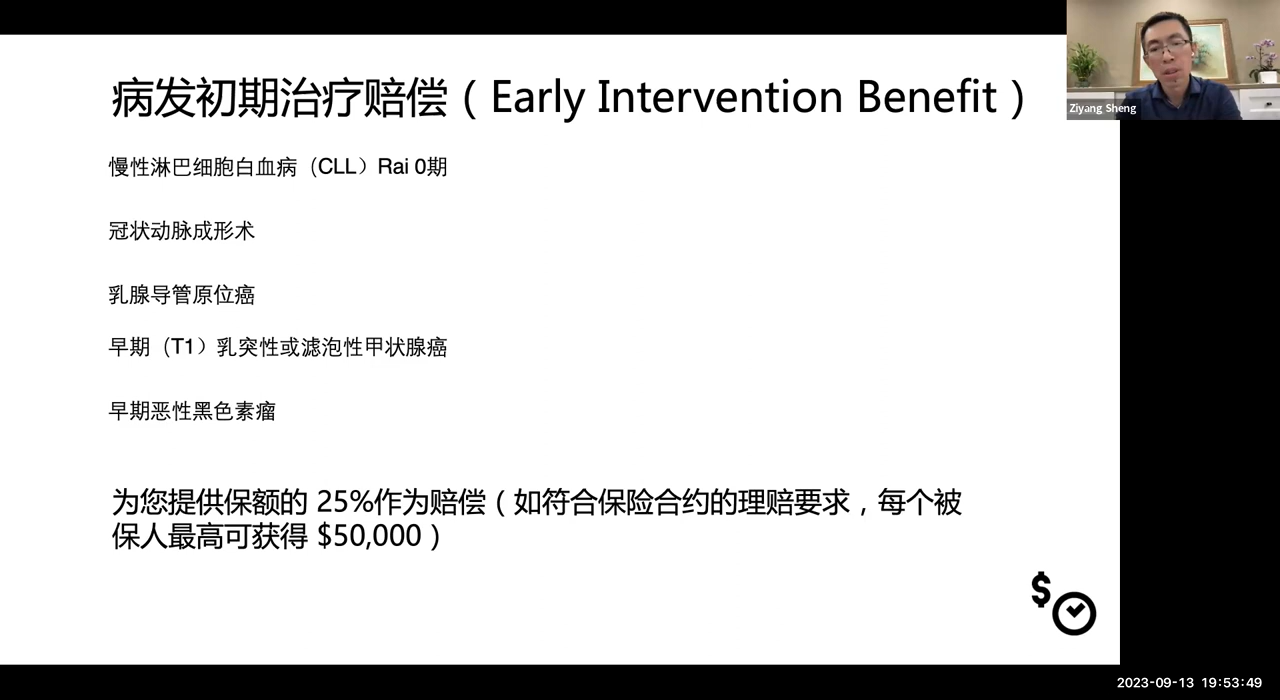 病发初期治疗赔偿（Early Intervention Benefit）
Ziyang Sheng
慢性淋巴细胞白血病（CLL）Rai 0期
冠状动脉成形术
乳腺导管原位癌
早期（T1）乳突性或滤泡性甲状腺癌
早期恶性黑色素瘤
为您提供保额的 25%作为赔偿（如符合保险合约的理赔要求，每个被
保人最高可获得 $50,000）
$
2023-09-13 19:53:49